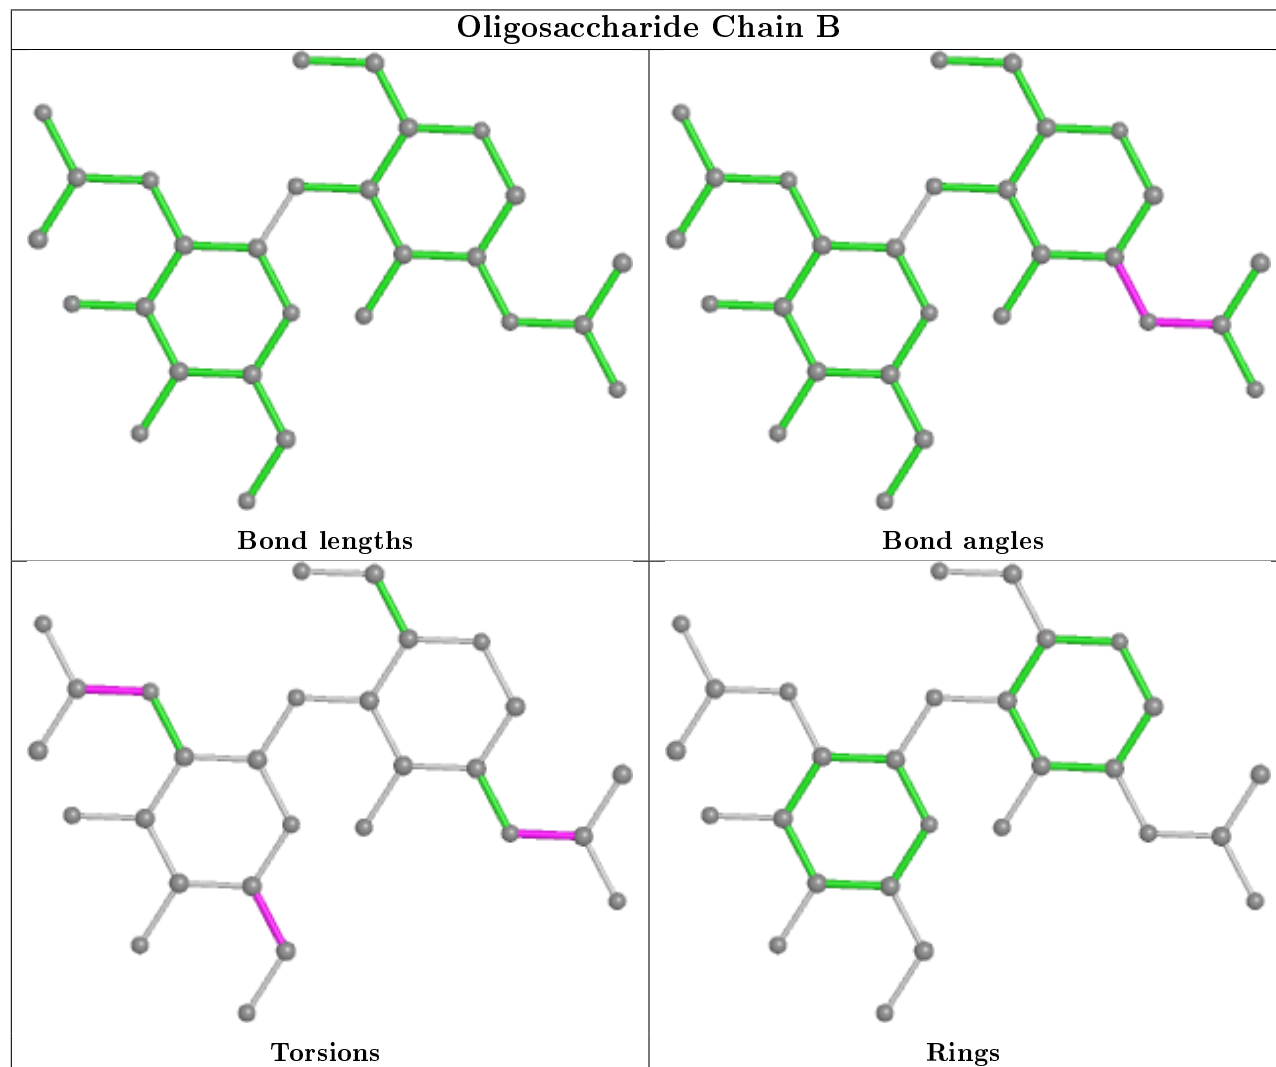 Oligosaccharide Chain B
Bond lengths
Bond angles
Torsions
Rings